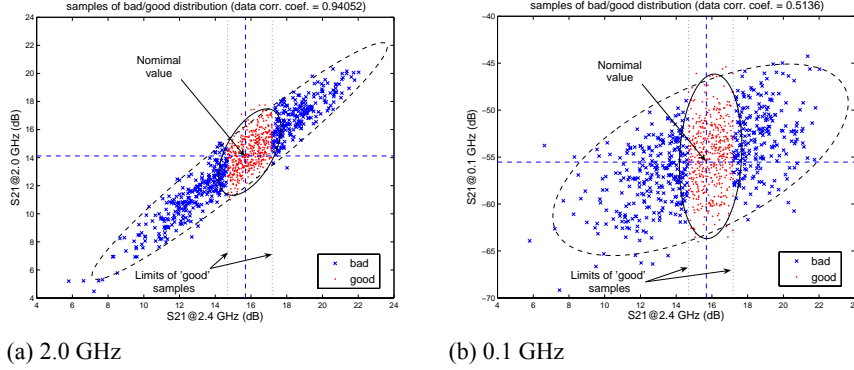 samples of bad/good distribution (data corr. coef. = 0.94052)
22
20
18
16
14
12
10
8
6
4
S21@2.0 GHz (dB)
Nomimal
value
Limits of 'good'
samples
bad
good
4 6 8 10 12 14 16 18 20 22 24
S21@2.4 GHz (dB)
(a) 2.0 GHz
samples of bad/good distribution (data corr. coef. = 0.5136)
-40
-45
-50
-55
-60
-65
-70
S21@0.1 GHz (dB)
Nomimal
value
Limits of 'good'
samples
bad
good
6 8 10 12 14 16 18 20 22 24
S21@2.4 GHz (dB)
(b) 0.1 GHz